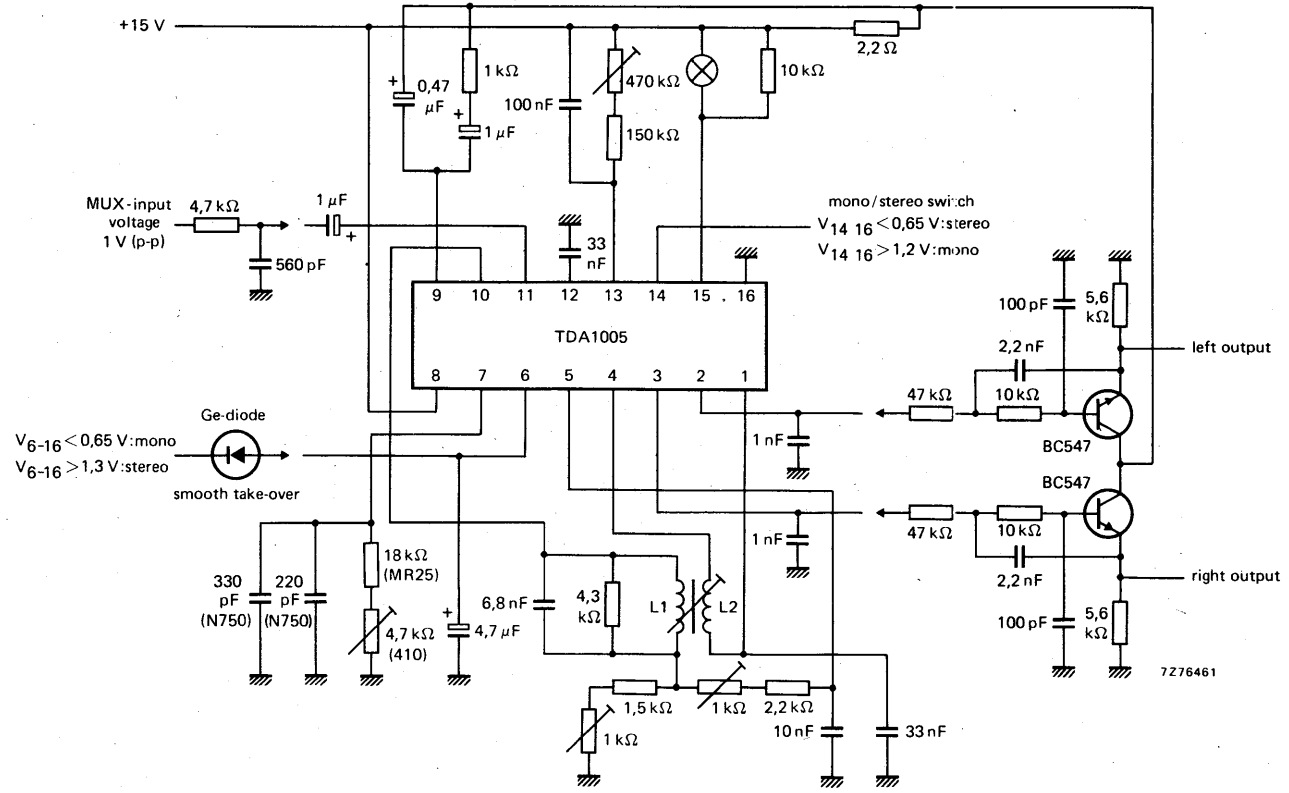 +15 V
2,2 Ω
1 kΩ
+
0,47
µF
+
1 µF
100 nF
470 kΩ
150 kΩ
10 kΩ
MUX-input
voltage
1 V (p-p)
4,7 kΩ
1 µF
+
560 pF
33
nF
mono/stereo switch
V14 16 <0,65 V:stereo
V14 16 >1,2 V:mono
9 10 11 12 13 14 15 16
TDA1005
8 7 6 5 4 3 2 1
100 pF
5,6
kΩ
2,2 nF
left output
47 kΩ
10 kΩ
BC547
1 nF
Ge-diode
V6-16 <0,65 V:mono
V6-16 >1,3 V:stereo
smooth take-over
BC547
47 kΩ
10 kΩ
1 nF
2,2 nF
right output
100 pF
5,6
kΩ
330
pF
(N750)
220
pF
(N750)
18 kΩ
(MR25)
4,7 kΩ
(410)
+
4,7 µF
6,8 nF
4,3
kΩ
L1
L2
1,5 kΩ
1 kΩ
2,2 kΩ
1 kΩ
10 nF
33 nF
7Z76461